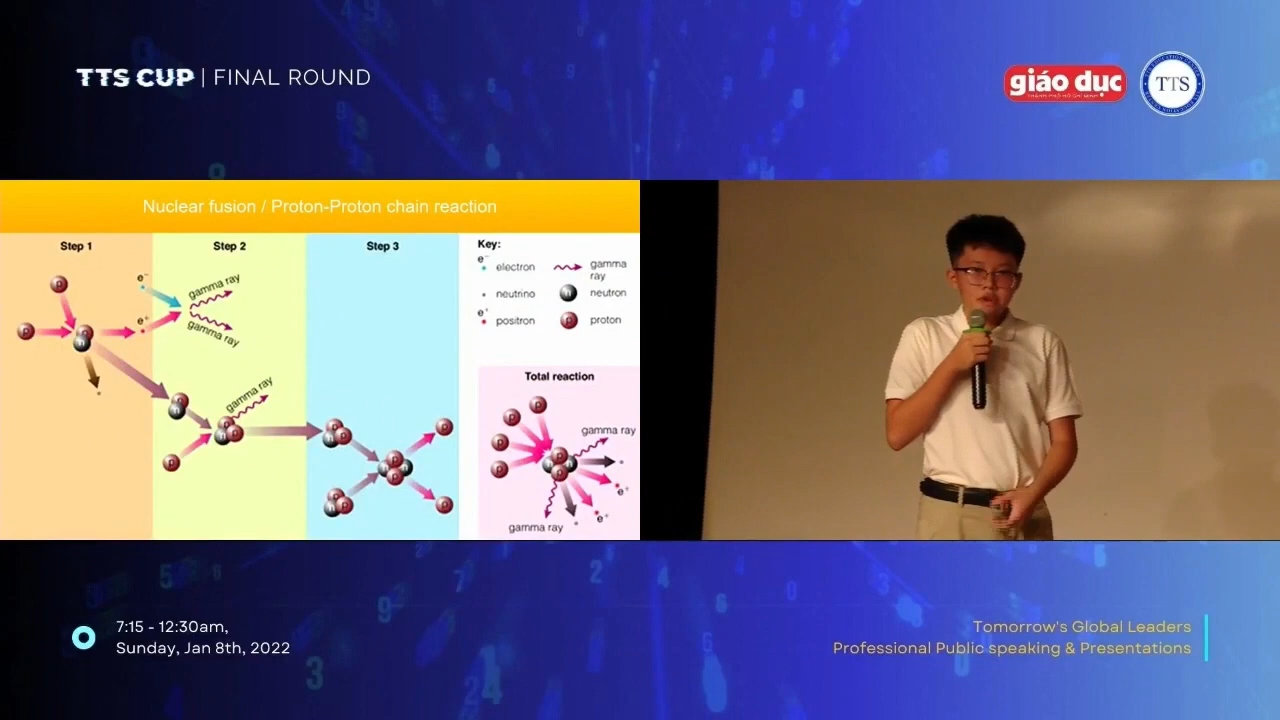 TTS CUP | FINAL ROUND
giáo dục
TTS
Nuclear fusion / Proton-Proton chain reaction
Step 1
Step 2
Step 3
Key:
e⁻
electron
gamma
ray
neutrino
n
neutron
e⁺
positron
p
proton
p
e⁻
gamma ray
p
p
n
e⁺
gamma ray
n
gamma ray
p
n
p
p
n
p
p
n
p
p
n
p
n
p
p
p
Total reaction
p
p
p
p
gamma ray
n
p
n
p
e⁺
e⁺
gamma ray
7:15 - 12:30am,
Sunday, Jan 8th, 2022
Tomorrow's Global Leaders
Professional Public speaking & Presentations